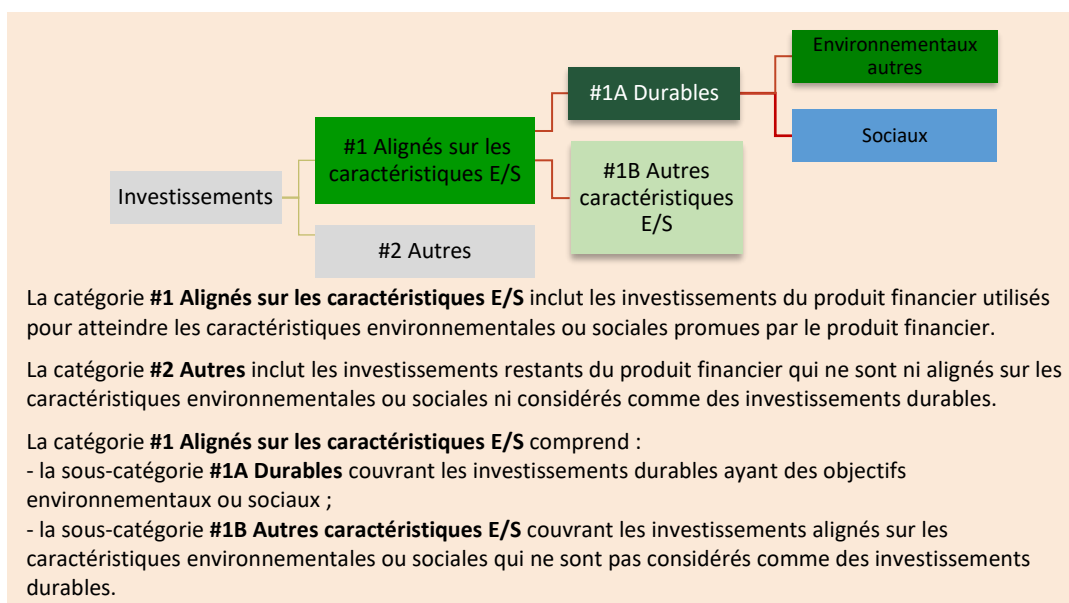 Environnementaux
autres
#1A Durables
Sociaux
#1 Alignés sur les
caractéristiques E/S
#1B Autres
caractéristiques
E/S
Investissements
#2 Autres
La catégorie #1 Alignés sur les caractéristiques E/S inclut les investissements du produit financier utilisés
pour atteindre les caractéristiques environnementales ou sociales promues par le produit financier.
La catégorie #2 Autres inclut les investissements restants du produit financier qui ne sont ni alignés sur les
caractéristiques environnementales ou sociales ni considérés comme des investissements durables.
La catégorie #1 Alignés sur les caractéristiques E/S comprend :
- la sous-catégorie #1A Durables couvrant les investissements durables ayant des objectifs
environnementaux ou sociaux ;
- la sous-catégorie #1B Autres caractéristiques E/S couvrant les investissements alignés sur les
caractéristiques environnementales ou sociales qui ne sont pas considérés comme des investissements
durables.